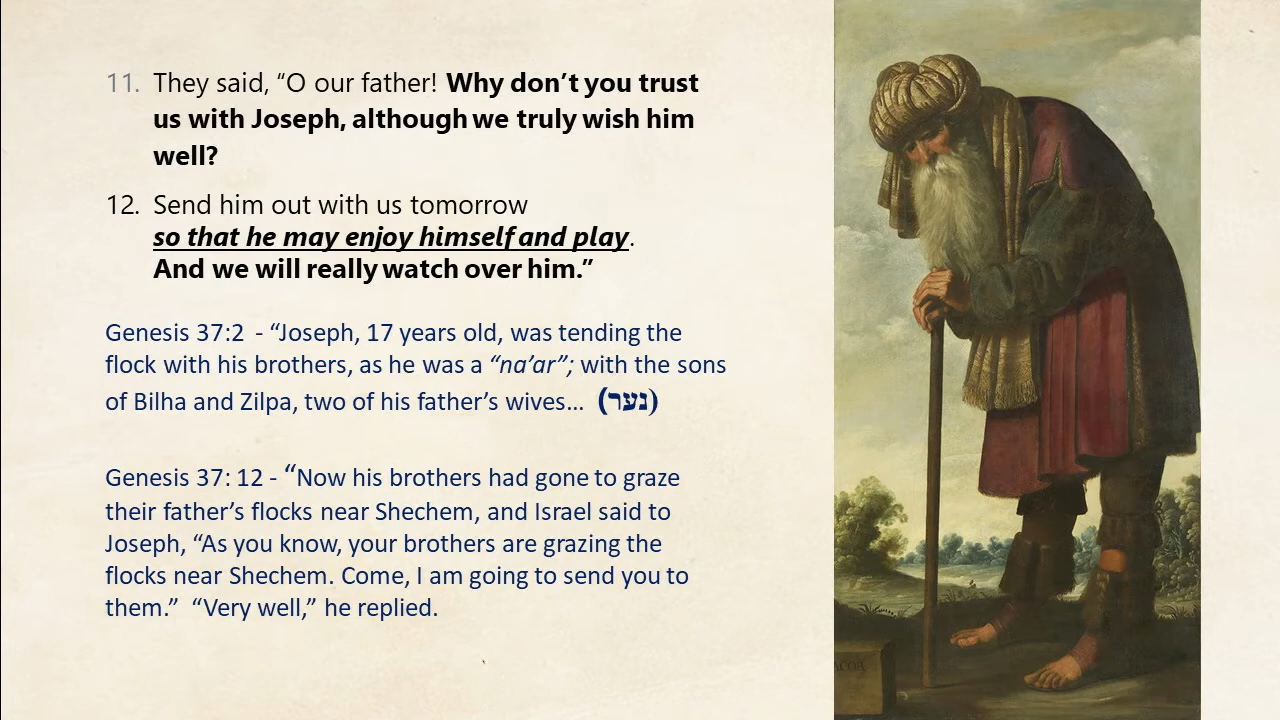 11. They said, “O our father! Why don’t you trust
us with Joseph, although we truly wish him
well?
12. Send him out with us tomorrow
so that he may enjoy himself and play.
And we will really watch over him.”
Genesis 37:2 - “Joseph, 17 years old, was tending the
flock with his brothers, as he was a “na’ar”; with the sons
of Bilha and Zilpa, two of his father’s wives… (נער)
Genesis 37: 12 - “Now his brothers had gone to graze
their father’s flocks near Shechem, and Israel said to
Joseph, “As you know, your brothers are grazing the
flocks near Shechem. Come, I am going to send you to
them.” “Very well,” he replied.